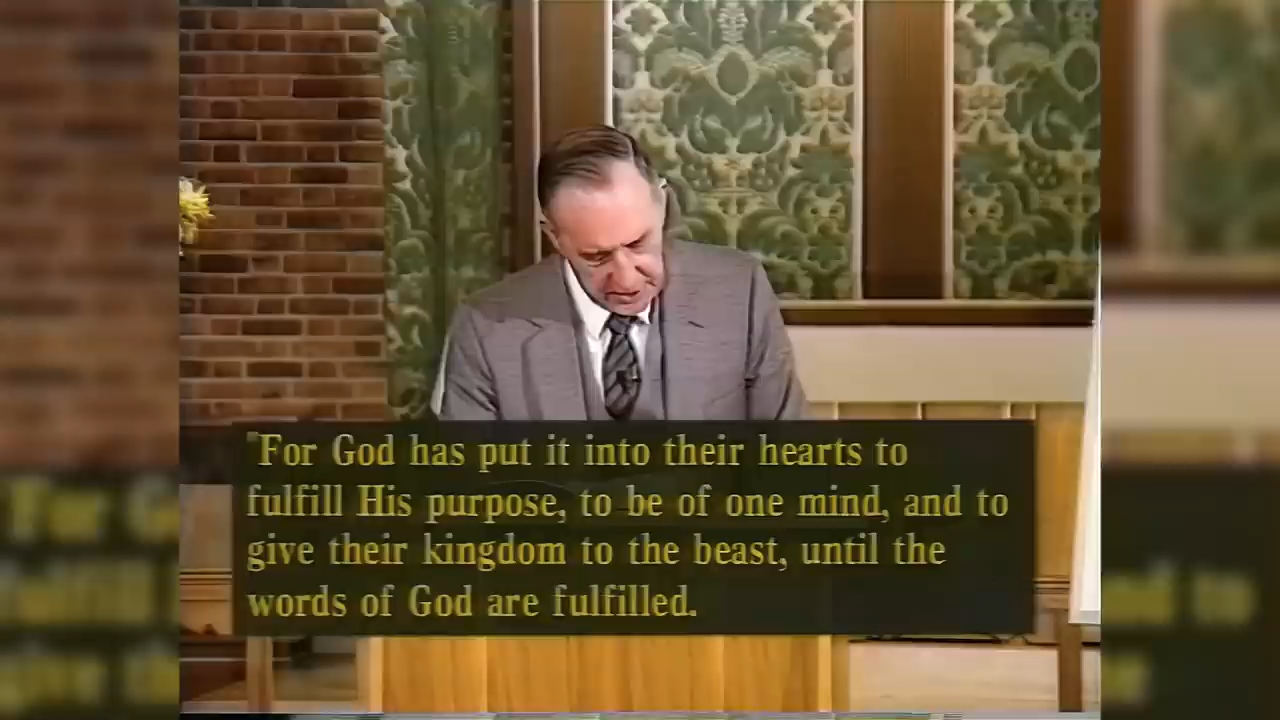 "For God has put it into their hearts to
fulfill His purpose, to be of one mind, and to
give their kingdom to the beast, until the
words of God are fulfilled.